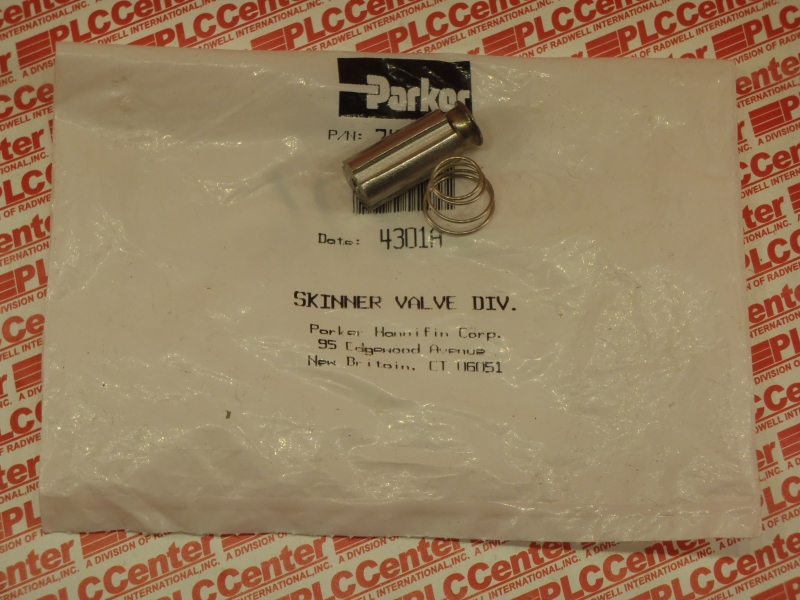 Parker
P/N:
Date: 4301A
SKINNER VALVE DIV.
Parker Hannifin Corp.
95 Edgewood Avenue
New Britain, CT 06051
PLCCenter
A DIVISION OF RADWELL INTERNATIONAL, INC.